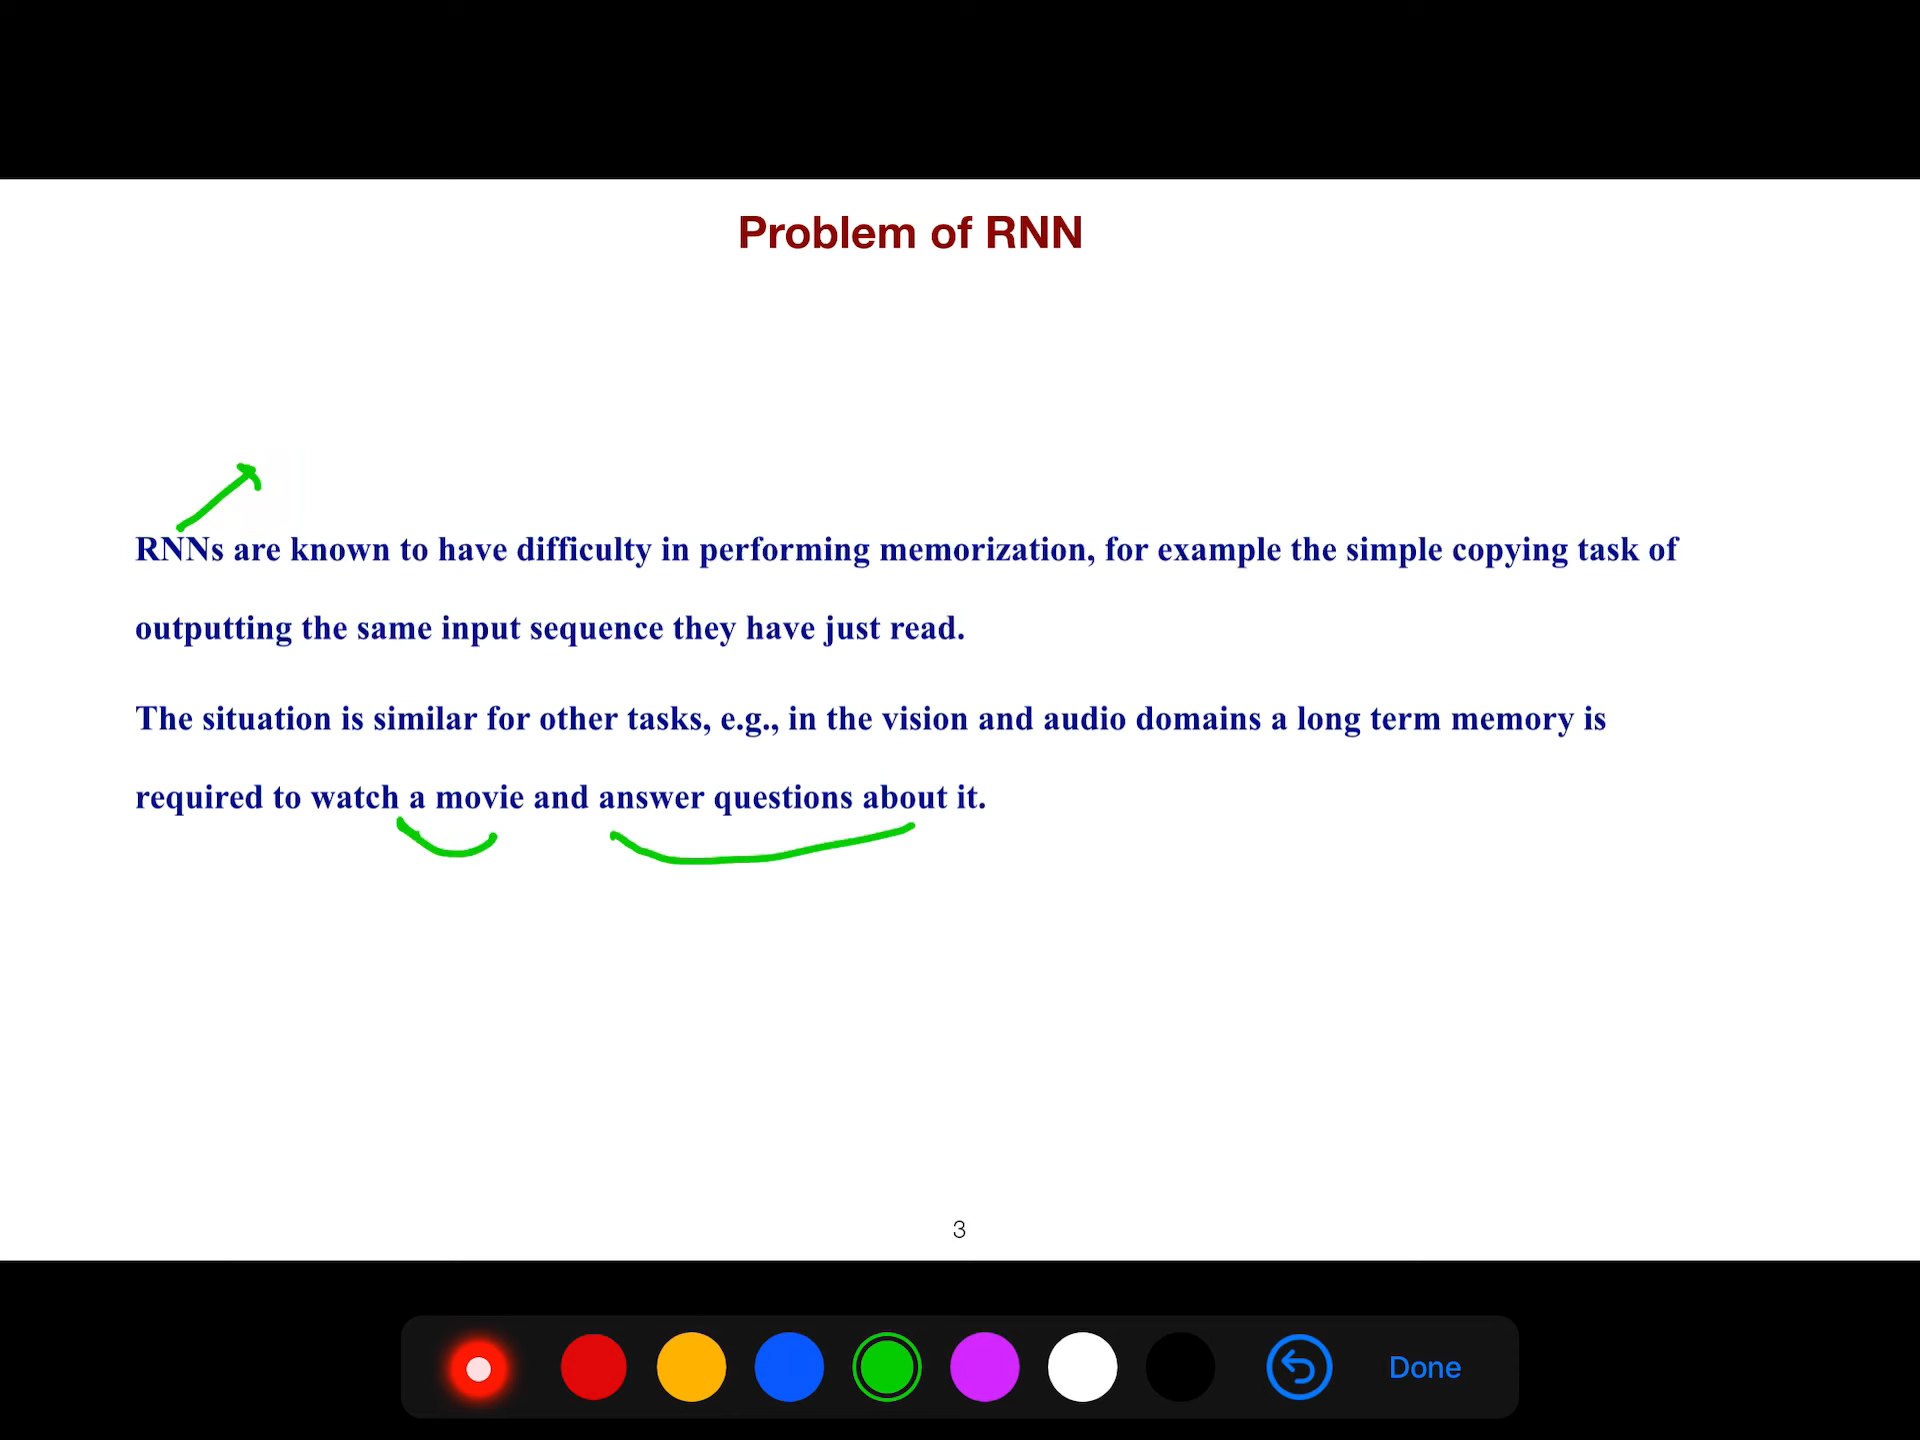 Problem of RNN
RNNs are known to have difficulty in performing memorization, for example the simple copying task of
outputting the same input sequence they have just read.
The situation is similar for other tasks, e.g., in the vision and audio domains a long term memory is
required to watch a movie and answer questions about it.
3
Done